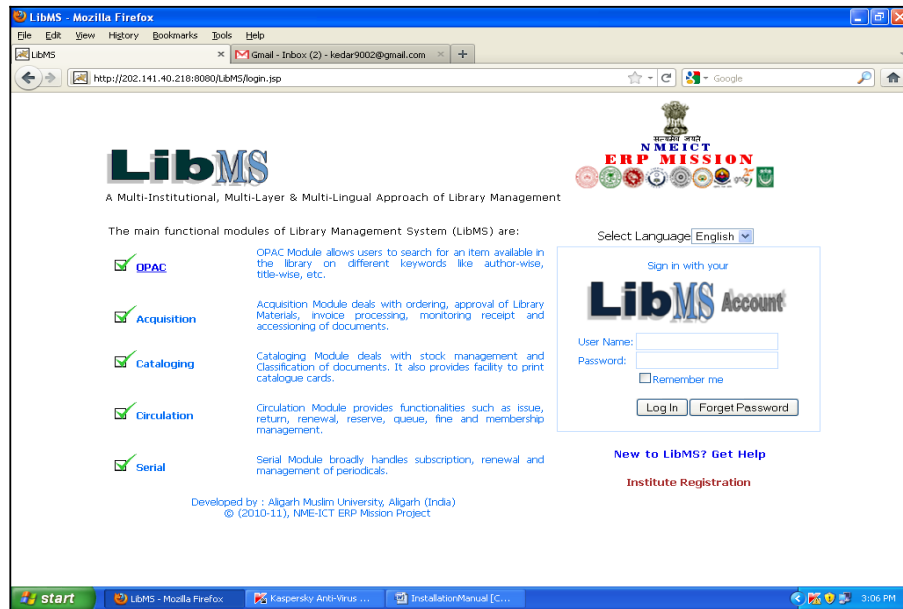 LibMS - Mozilla Firefox
File Edit View History Bookmarks Tools Help
LibMS
Gmail - Inbox (2) - kedar9002@gmail.com
http://202.141.40.218:8080/LibMS/login.jsp
Google
LibMS
सत्यमेव जयते
NMEICT
ERP MISSION
A Multi-Institutional, Multi-Layer & Multi-Lingual Approach of Library Management
The main functional modules of Library Management System (LibMS) are:
OPAC
OPAC Module allows users to search for an item available in
the library on different keywords like author-wise,
title-wise, etc.
Acquisition
Acquisition Module deals with ordering, approval of Library
Materials, invoice processing, monitoring receipt and
accessioning of documents.
Cataloging
Cataloging Module deals with stock management and
Classification of documents. It also provides facility to print
catalogue cards.
Circulation
Circulation Module provides functionalities such as issue,
return, renewal, reserve, queue, fine and membership
management.
Serial
Serial Module broadly handles subscription, renewal and
management of periodicals.
Developed by : Aligarh Muslim University, Aligarh (India)
© (2010-11), NME-ICT ERP Mission Project
Select Language English
Sign in with your
LibMS Account
User Name:
Password:
Remember me
Log In Forget Password
New to LibMS? Get Help
Institute Registration
start
LibMS - Mozilla Firefox
Kaspersky Anti-Virus ...
InstallationManual [C...
3:06 PM